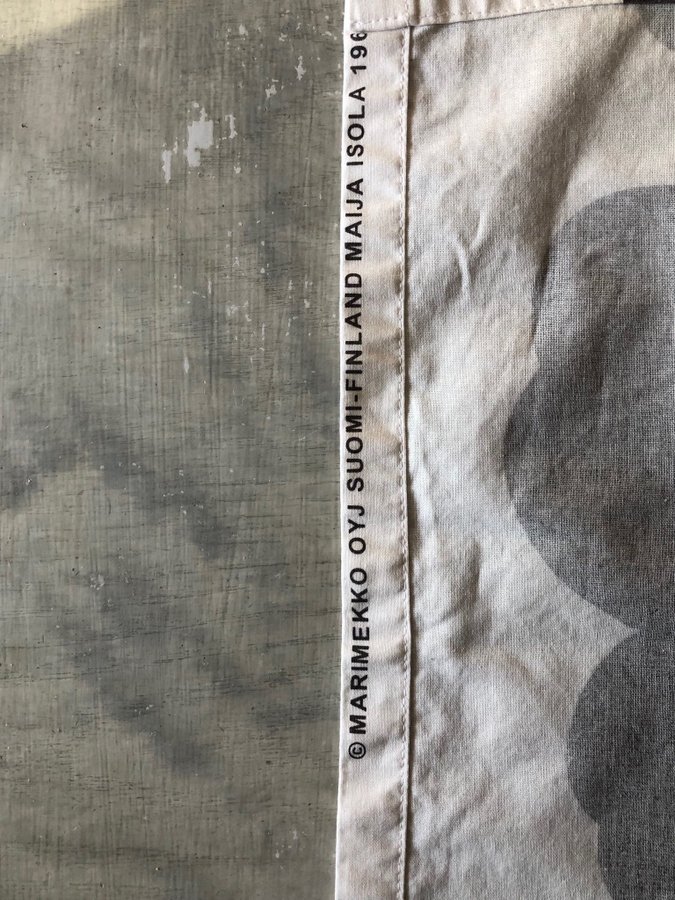 © MARIMEKKO OYJ SUOMI-FINLAND MAIJA ISOLA 196